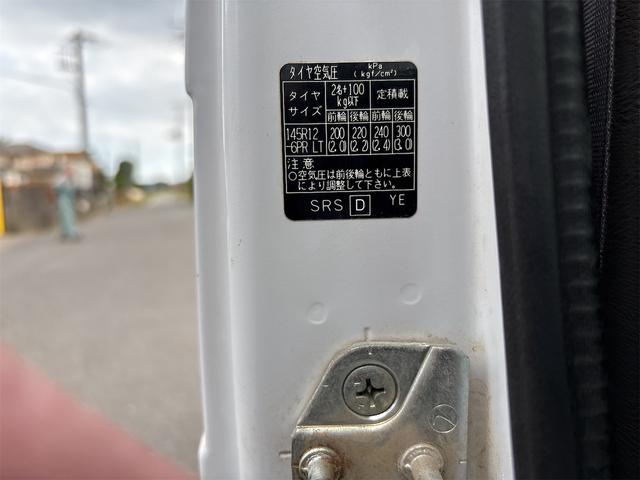 タイヤ空気圧 kPa
(kgf/cm²)
タイヤ
サイズ
2名+100
kg以下
定積載
前輪 後輪 前輪 後輪
145R12 200 220 240 300
-6PR LT (2.0) (2.2) (2.4) (3.0)
注意
○空気圧は前後輪ともに上表
により調整して下さい。
SRS D YE